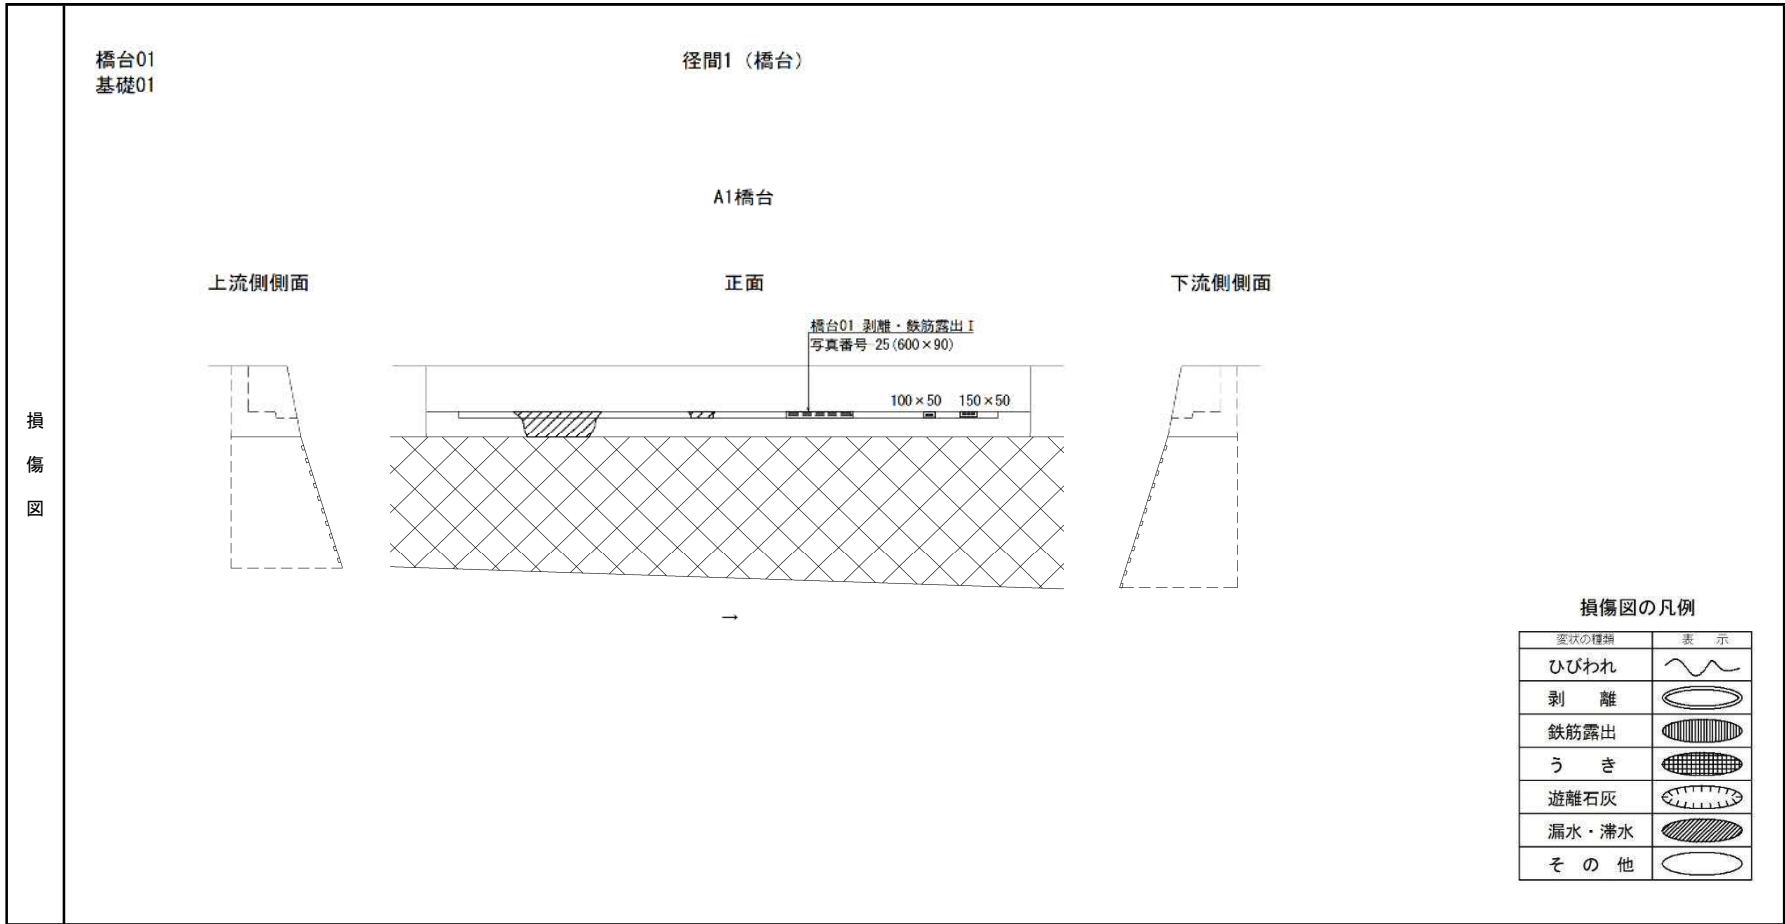 橋台01
基礎01
径間1（橋台）
A1橋台
上流側側面
正面
下流側側面
橋台01 剥離・鉄筋露出 I
写真番号 25(600×90)
100×50 150×50
損
傷
図
→
損傷図の凡例
変状の種類 表 示
ひびわれ
剥 離
鉄筋露出
う き
遊離石灰
漏水・滞水
そ の 他